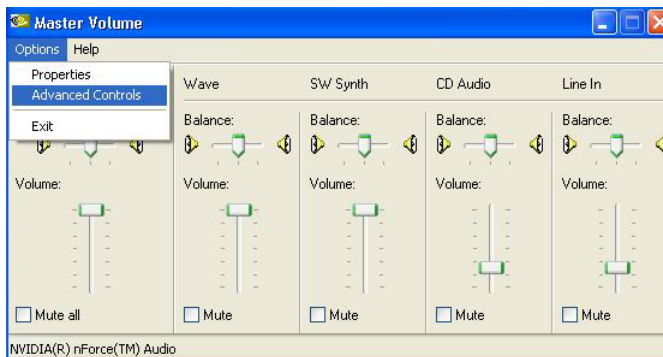 Master Volume
Options Help
Properties
Advanced Controls
Exit
Wave SW Synth CD Audio Line In
Balance: Balance: Balance: Balance:
Volume: Volume: Volume: Volume: Volume:
Mute all Mute Mute Mute Mute
NVIDIA(R) nForce(TM) Audio